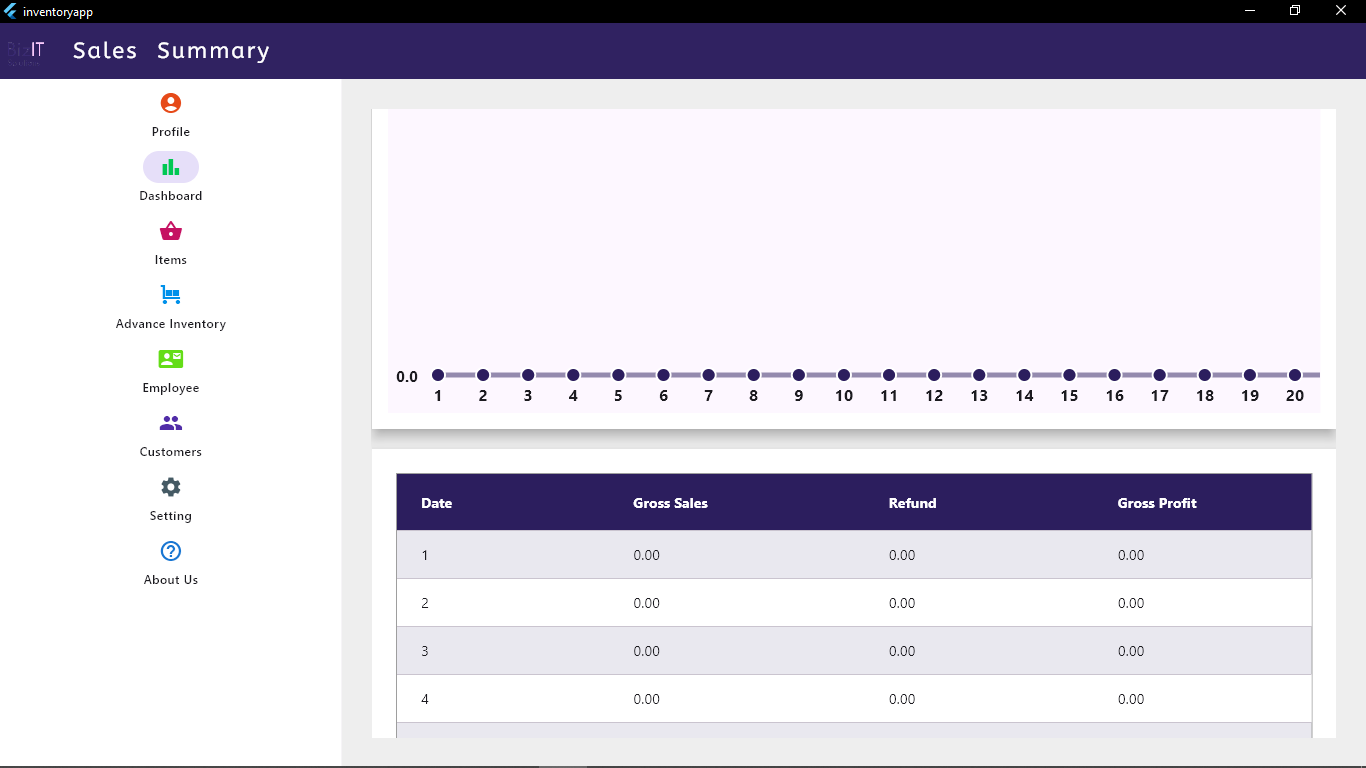 inventoryapp
BizIT
Sales Summary
Profile
Dashboard
Items
Advance Inventory
Employee
Customers
Setting
About Us
0.0
1 2 3 4 5 6 7 8 9 10 11 12 13 14 15 16 17 18 19 20
Date Gross Sales Refund Gross Profit
1 0.00 0.00 0.00
2 0.00 0.00 0.00
3 0.00 0.00 0.00
4 0.00 0.00 0.00